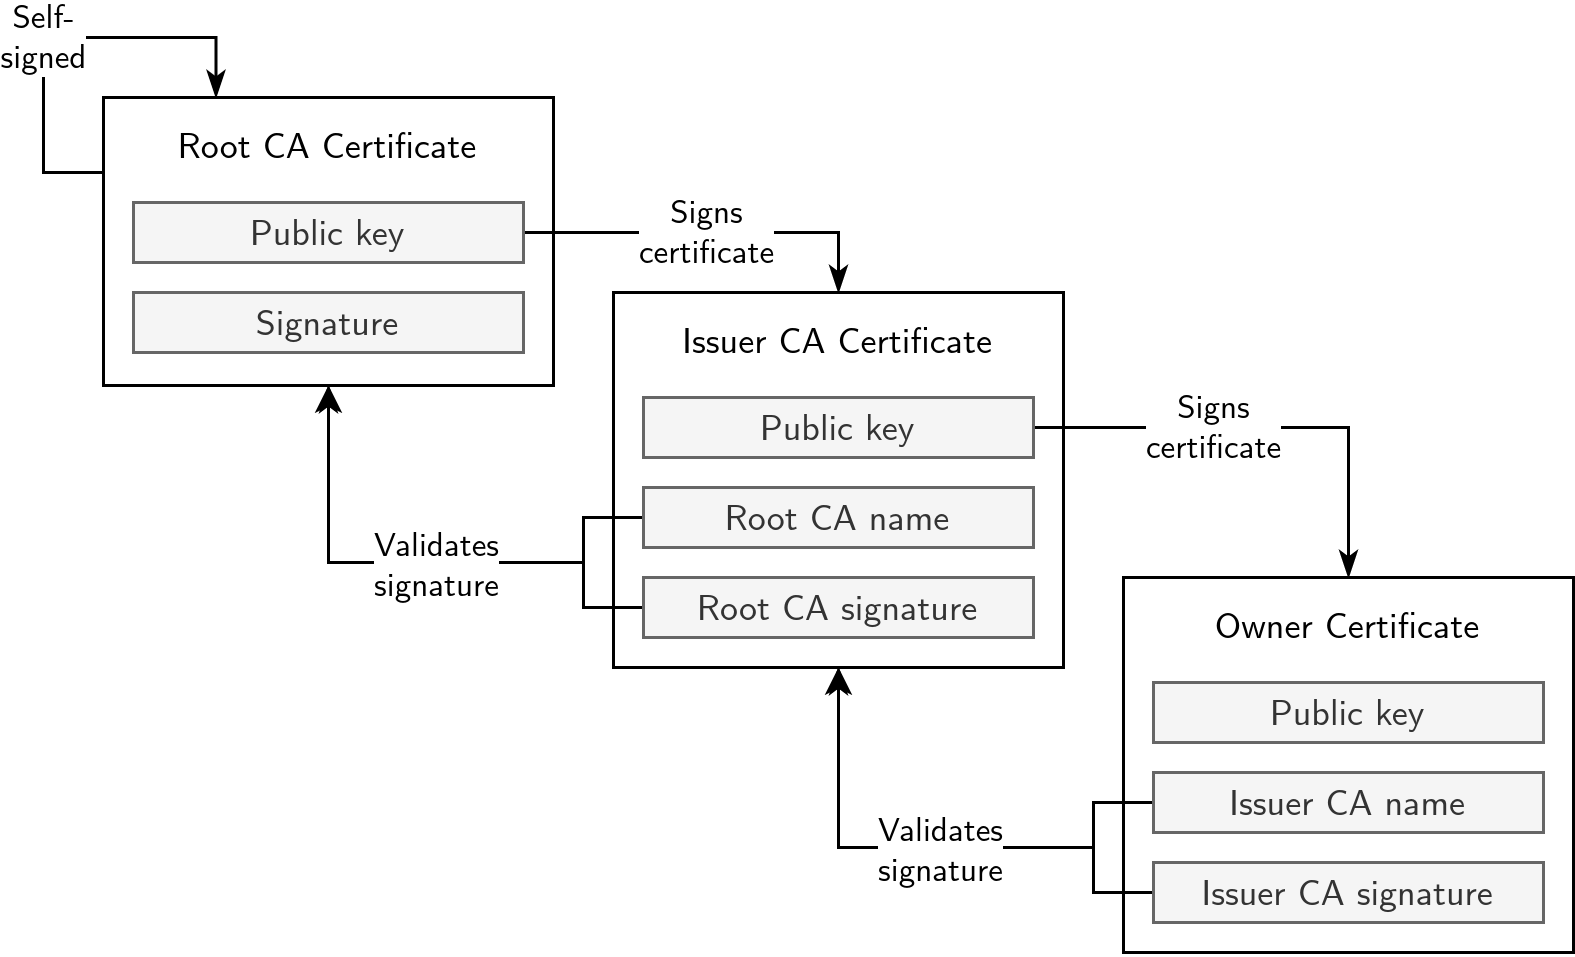 Self-
signed
Root CA Certificate
Public key
Signature
Signs
certificate
Issuer CA Certificate
Public key
Root CA name
Root CA signature
Validates
signature
Signs
certificate
Owner Certificate
Public key
Issuer CA name
Issuer CA signature
Validates
signature